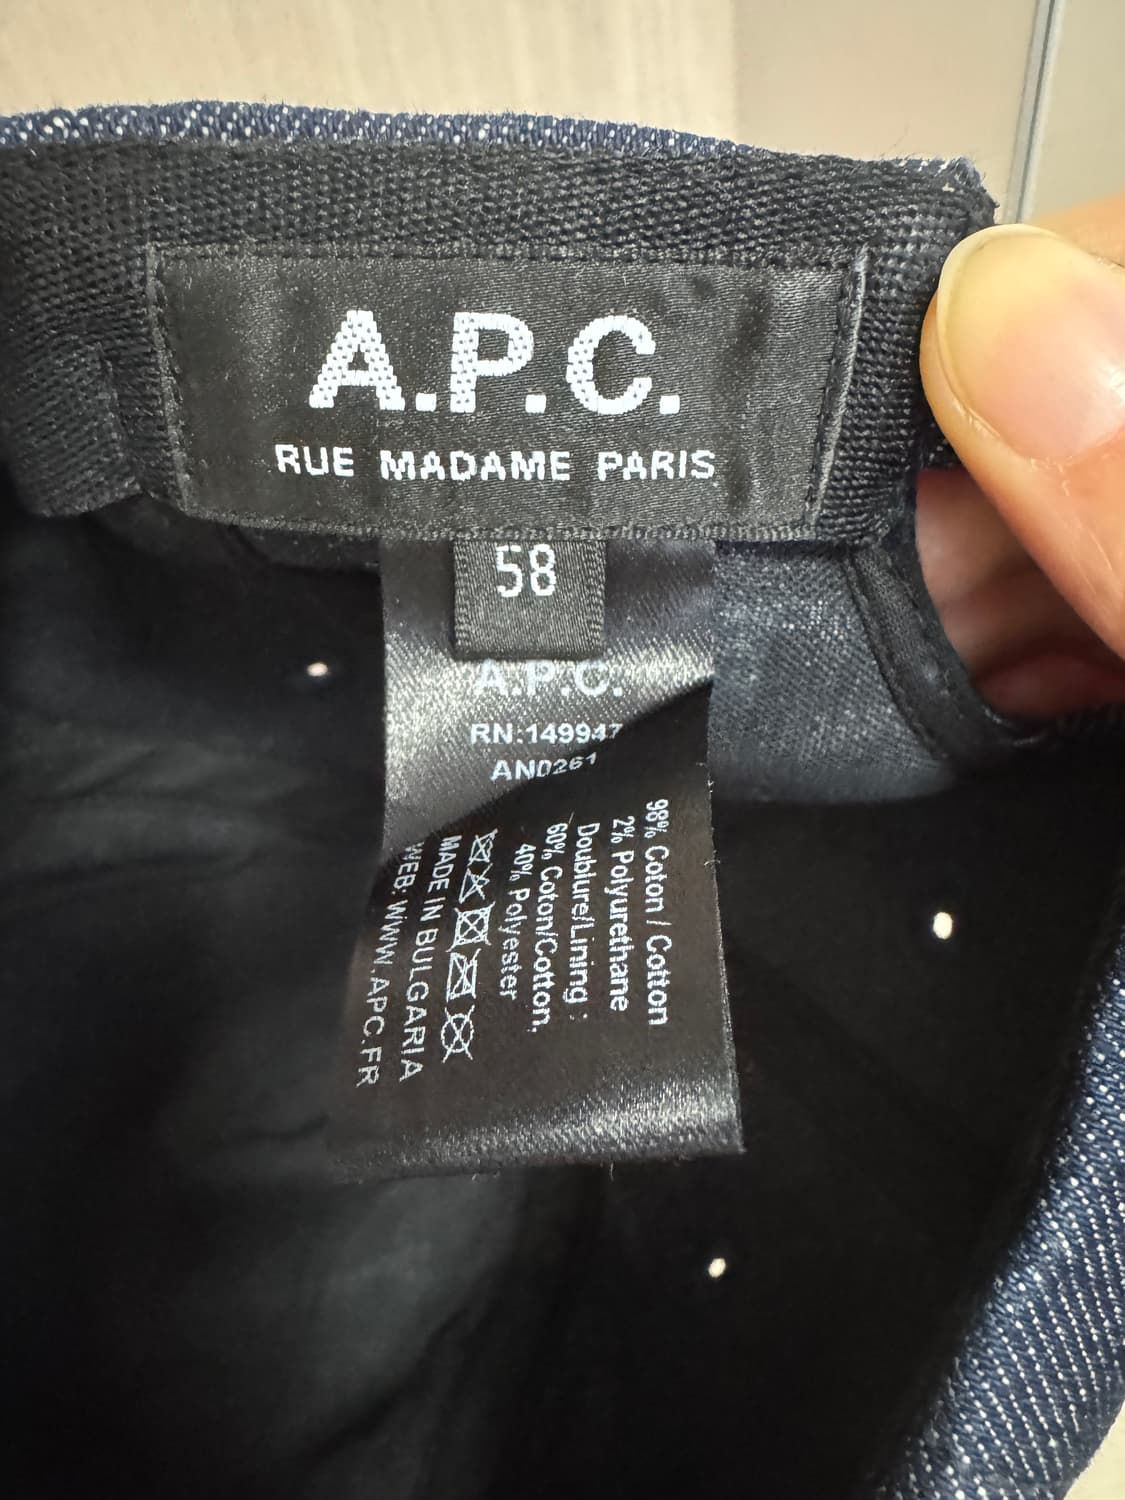 A.P.C.
RUE MADAME PARIS
58
A.P.C.
RN:149947
AN0261
98% Coton / Cotton
2% Polyurethane
Doublure/Lining :
60% Coton/Cotton,
40% Polyester
MADE IN BULGARIA
WEB: WWW.APC.FR